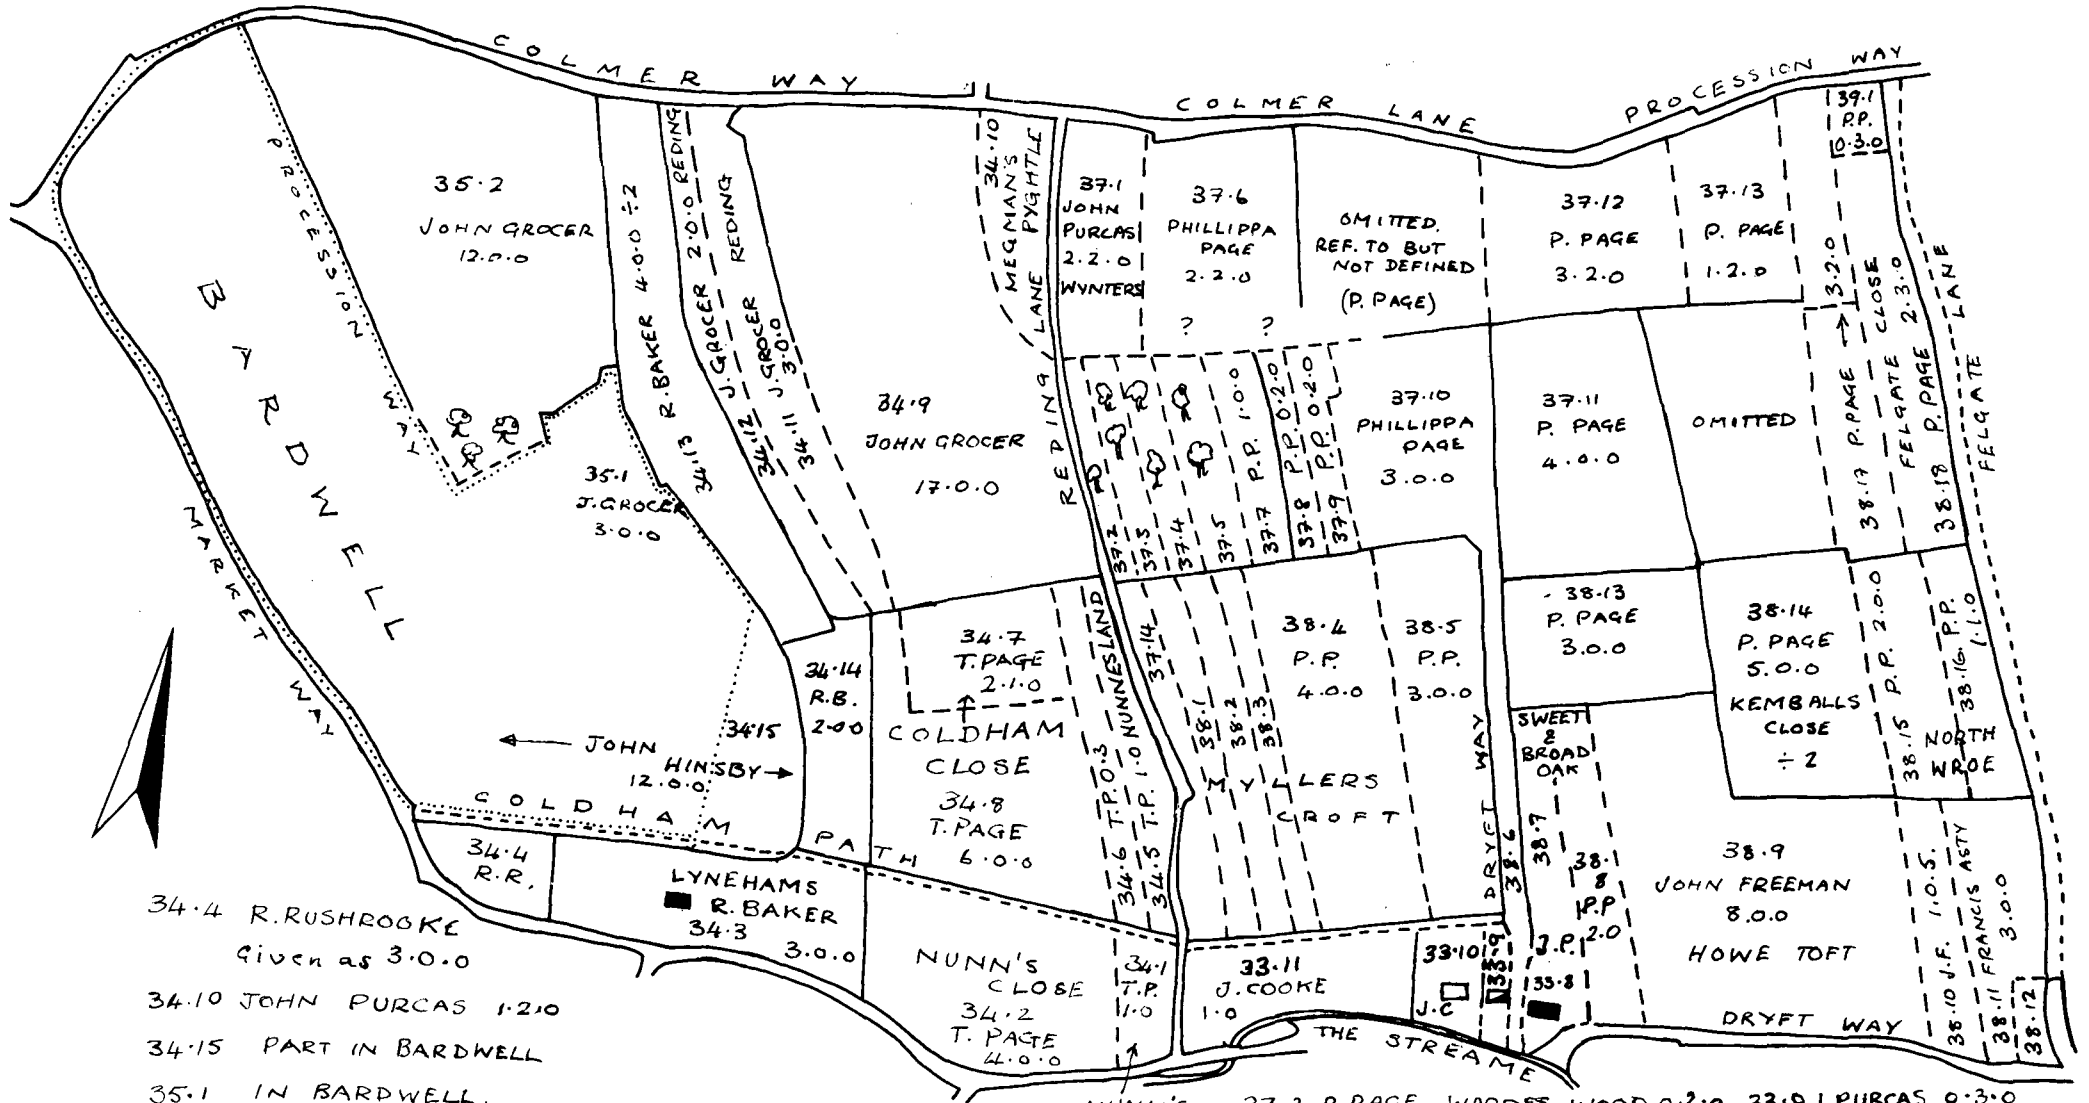 COLMER WAY
COLMER LANE
PROCESSION WAY
PROCESSION WAY
BARDWELL
MARKET WAY
35.2
JOHN GROCER
12.0.0
34.13 R.BAKER 4.0.0 ÷2
34.12 J.GROCER 2.0.0 REDING
34.11 J.GROCER REDING
3.0.0
34.10
MEGMAN'S
PYGHTLE
REDING LANE
37.1
JOHN
PURCAS
2.2.0
WYNTERS
37.6
PHILLIPPA
PAGE
2.2.0
? ?
OMITTED.
REF. TO BUT
NOT DEFINED
(P. PAGE)
37.12
P. PAGE
3.2.0
37.13
P. PAGE
1.2.0
39.1
P.P.
0.3.0
38.17 P.PAGE → 3.2.0
FELGATE CLOSE
38.18 P.PAGE 2.3.0
FELGATE LANE
35.1
J.GROCER
3.0.0
34.9
JOHN GROCER
17.0.0
37.2
37.3
37.4
37.5
37.7 P.P. 1.0.0
37.8 P.P. 0.2.0
37.9 P.P. 0.2.0
37.10
PHILLIPPA
PAGE
3.0.0
37.11
P. PAGE
4.0.0
OMITTED
34.14
R.B.
2.0.0
34.15
← JOHN
HINSBY →
12.0.0
COLDHAM PATH
34.7
T.PAGE
2.1.0
COLDHAM
CLOSE
34.8
T.PAGE
6.0.0
34.6 T.P.0.3
34.5 T.P. 1.0 NUNNESLAND
37.14
38.1
38.2
38.3
38.4
P.P.
4.0.0
38.5
P.P.
3.0.0
MYLLERS
CROFT
DRYFT WAY
38.6
38.13
P. PAGE
3.0.0
38.14
P. PAGE
5.0.0
KEMBALLS
CLOSE
÷2
38.15 P.P. 2.0.0
38.16. P.P.
1.1.0
NORTH
WROE
SWEET
&
BROAD
OAK
38.7
38.
8
P.P
2.0
38.9
JOHN FREEMAN
8.0.0
HOWE TOFT
38.10 J.F. 1.0.5.
38.11 FRANCIS ASTY
3.0.0
38.12
34.4
R.R.
LYNEHAMS
R.BAKER
34.3
3.0.0
NUNN'S
CLOSE
34.2
T. PAGE
4.0.0
34.1
T.P.
1.0
33.11
J.COOKE
1.0
33.10
J.C
33.9
J.P.
33.8
THE STREAME
DRYFT WAY
34.4 R.RUSHROOKE
Given as 3.0.0
34.10 JOHN PURCAS 1.2.0
34.15 PART IN BARDWELL
35.1 IN BARDWELL.